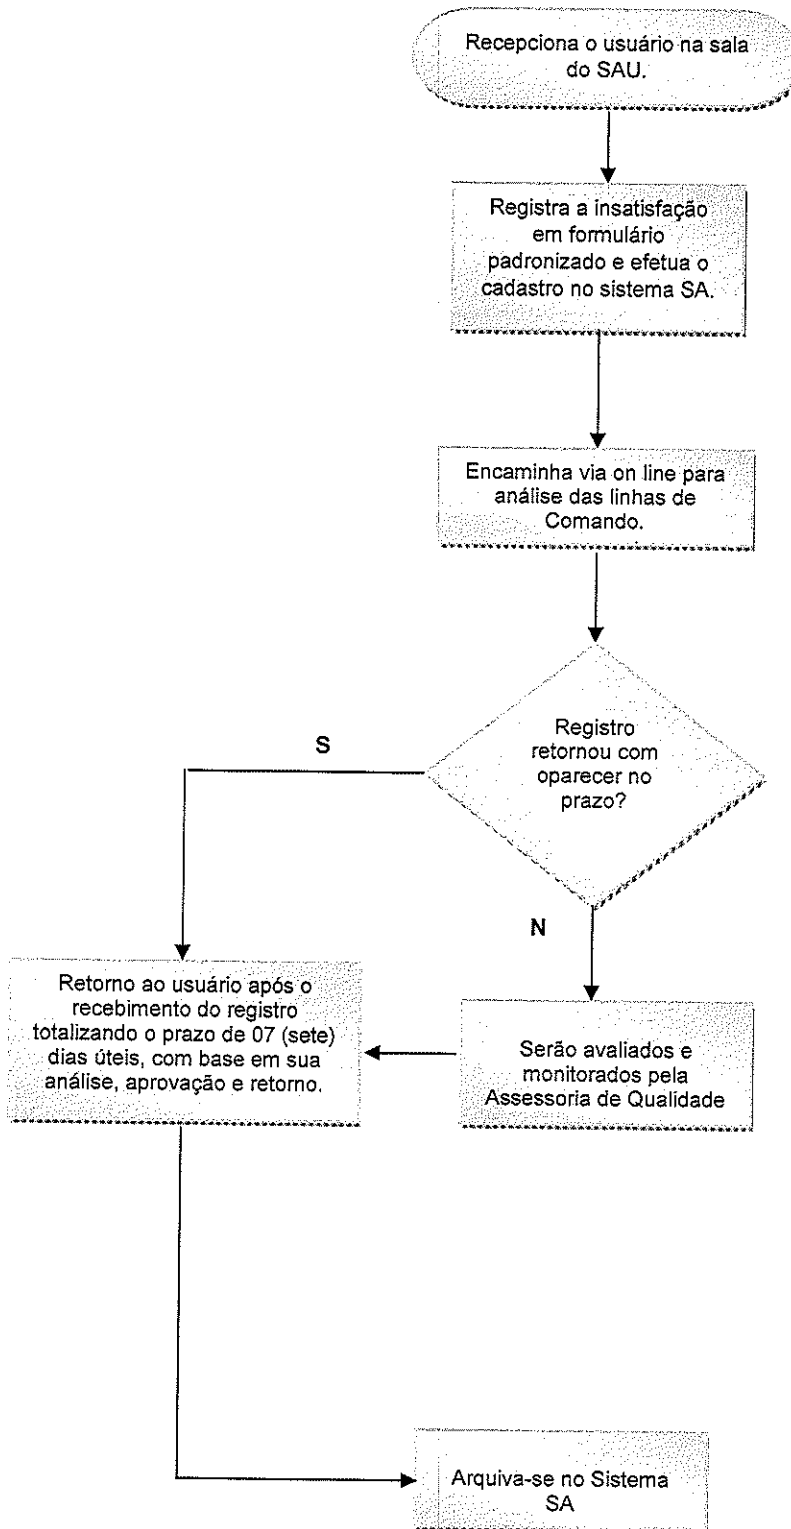 Recepciona o usuário na sala
do SAU.
Registra a insatisfação
em formulário
padronizado e efetua o
cadastro no sistema SA.
Encaminha via on line para
análise das linhas de
Comando.
Registro
retornou com
oparecer no
prazo?
S
N
Retorno ao usuário após o
recebimento do registro
totalizando o prazo de 07 (sete)
dias úteis, com base em sua
análise, aprovação e retorno.
Serão avaliados e
monitorados pela
Assessoria de Qualidade
Arquiva-se no Sistema
SA